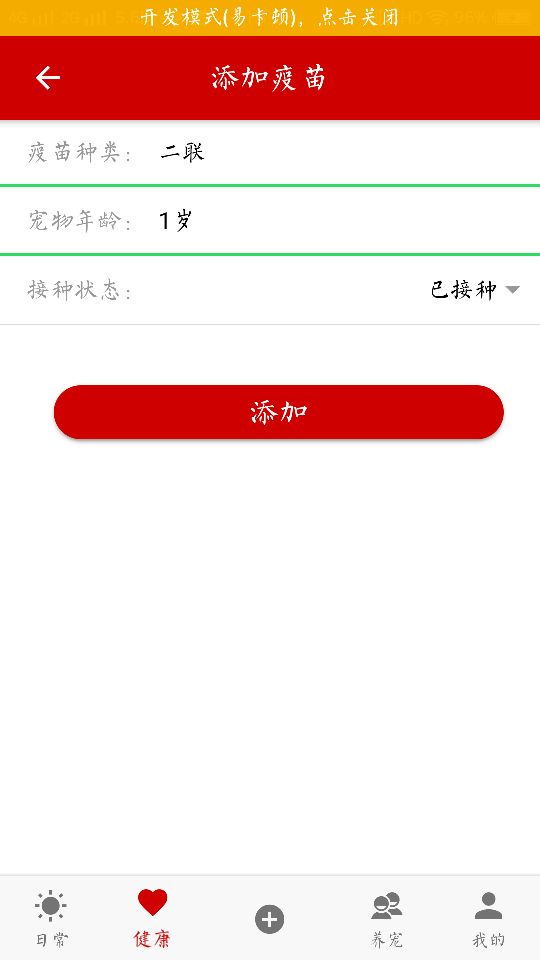 开发模式(易卡顿)，点击关闭
添加疫苗
疫苗种类： 二联
宠物年龄： 1岁
接种状态： 已接种
添加
日常 健康 养宠 我的